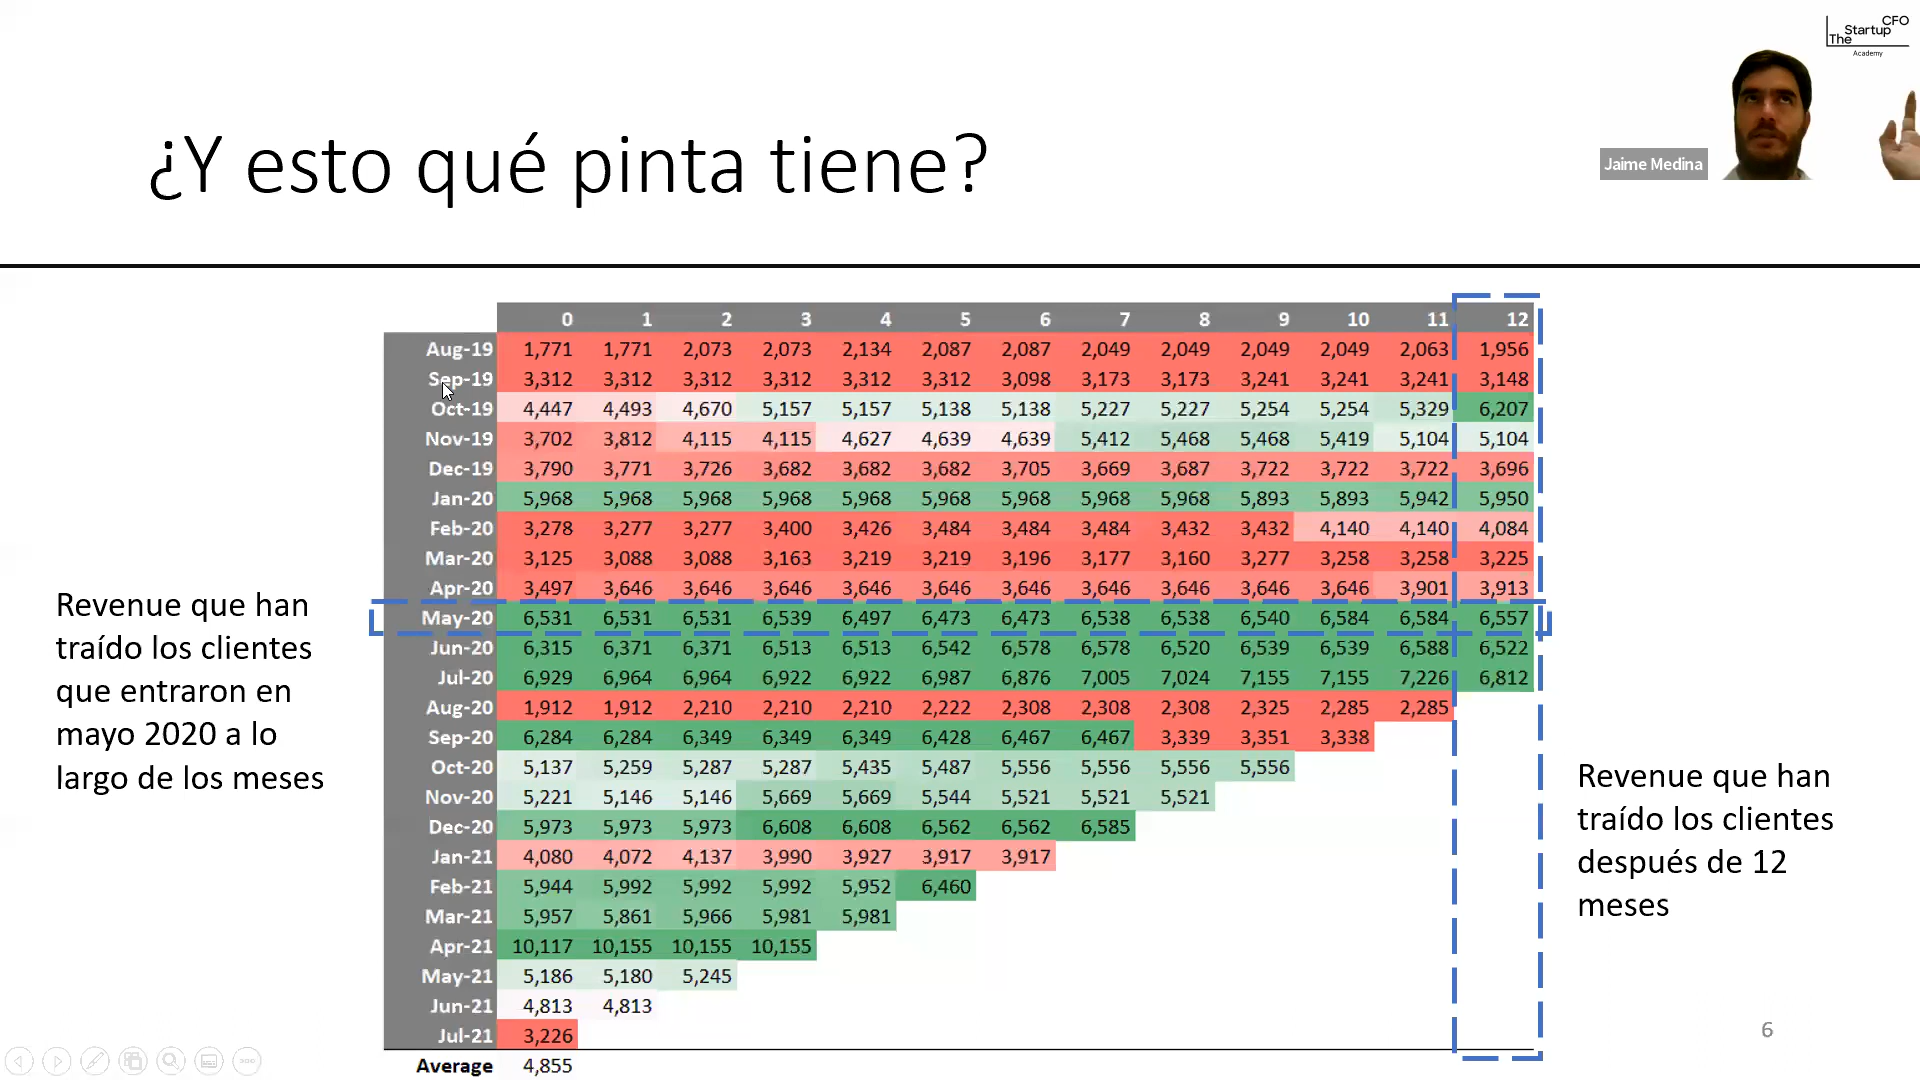 CFO
Startup
The
Academy
Jaime Medina
¿Y esto qué pinta tiene?
0 1 2 3 4 5 6 7 8 9 10 11 12
Aug-19 1,771 1,771 2,073 2,073 2,134 2,087 2,087 2,049 2,049 2,049 2,049 2,063 1,956
Sep-19 3,312 3,312 3,312 3,312 3,312 3,312 3,098 3,173 3,173 3,241 3,241 3,241 3,148
Oct-19 4,447 4,493 4,670 5,157 5,157 5,138 5,138 5,227 5,227 5,254 5,254 5,329 6,207
Nov-19 3,702 3,812 4,115 4,115 4,627 4,639 4,639 5,412 5,468 5,468 5,419 5,104 5,104
Dec-19 3,790 3,771 3,726 3,682 3,682 3,682 3,705 3,669 3,687 3,722 3,722 3,722 3,696
Jan-20 5,968 5,968 5,968 5,968 5,968 5,968 5,968 5,968 5,968 5,893 5,893 5,942 5,950
Feb-20 3,278 3,277 3,277 3,400 3,426 3,484 3,484 3,484 3,432 3,432 4,140 4,140 4,084
Mar-20 3,125 3,088 3,088 3,163 3,219 3,219 3,196 3,177 3,160 3,277 3,258 3,258 3,225
Apr-20 3,497 3,646 3,646 3,646 3,646 3,646 3,646 3,646 3,646 3,646 3,646 3,901 3,913
May-20 6,531 6,531 6,531 6,539 6,497 6,473 6,473 6,538 6,538 6,540 6,584 6,584 6,557
Jun-20 6,315 6,371 6,371 6,513 6,513 6,542 6,578 6,578 6,520 6,539 6,539 6,588 6,522
Jul-20 6,929 6,964 6,964 6,922 6,922 6,987 6,876 7,005 7,024 7,155 7,155 7,226 6,812
Aug-20 1,912 1,912 2,210 2,210 2,210 2,222 2,308 2,308 2,308 2,325 2,285 2,285
Sep-20 6,284 6,284 6,349 6,349 6,349 6,428 6,467 6,467 3,339 3,351 3,338
Oct-20 5,137 5,259 5,287 5,287 5,435 5,487 5,556 5,556 5,556 5,556
Nov-20 5,221 5,146 5,146 5,669 5,669 5,544 5,521 5,521 5,521
Dec-20 5,973 5,973 5,973 6,608 6,608 6,562 6,562 6,585
Jan-21 4,080 4,072 4,137 3,990 3,927 3,917 3,917
Feb-21 5,944 5,992 5,992 5,992 5,952 6,460
Mar-21 5,957 5,861 5,966 5,981 5,981
Apr-21 10,117 10,155 10,155 10,155
May-21 5,186 5,180 5,245
Jun-21 4,813 4,813
Jul-21 3,226
Average 4,855
Revenue que han
traído los clientes
que entraron en
mayo 2020 a lo
largo de los meses
Revenue que han
traído los clientes
después de 12
meses
6